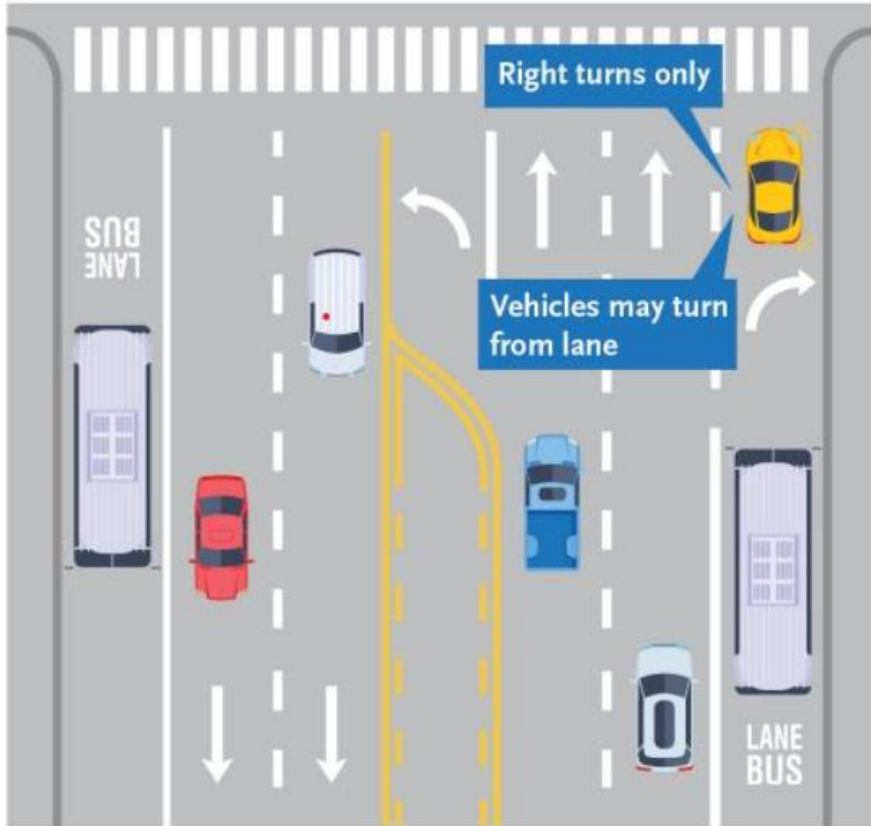 Right turns only
LANE
BUS
Vehicles may turn
from lane
LANE
BUS